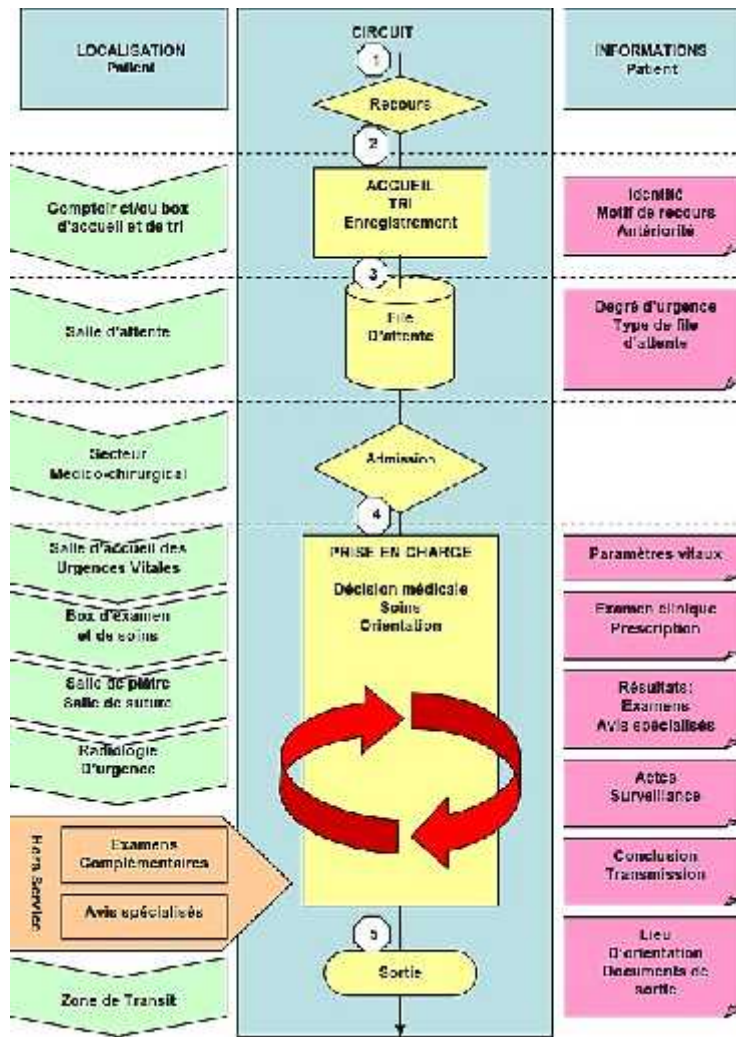 LOCALISATION
Patient
CIRCUIT
INFORMATIONS
Patient
1
Recours
2
Comptoir et/ou box
d'accueil et de tri
ACCUEIL
TRI
Enregistrement
Identité
Motif de recours
Antériorité
3
Salle d'attente
File
D'attente
Degré d'urgence
Type de file
d'attente
Secteur
Médico-chirurgical
Admission
4
Salle d'accueil des
Urgences Vitales
PRISE EN CHARGE
Décision médicale
Soins
Orientation
Paramètres vitaux
Box d'examen
et de soins
Examen clinique
Prescription
Salle de plâtre
Salle de suture
Résultats:
Examens
Avis spécialisés
Radiologie
D'urgence
Actes
Surveillance
Hors Service
Examens
Complémentaires
Avis spécialisés
Conclusion
Transmission
5
Sortie
Lieu
D'orientation
Documents de
sortie
Zone de Transit